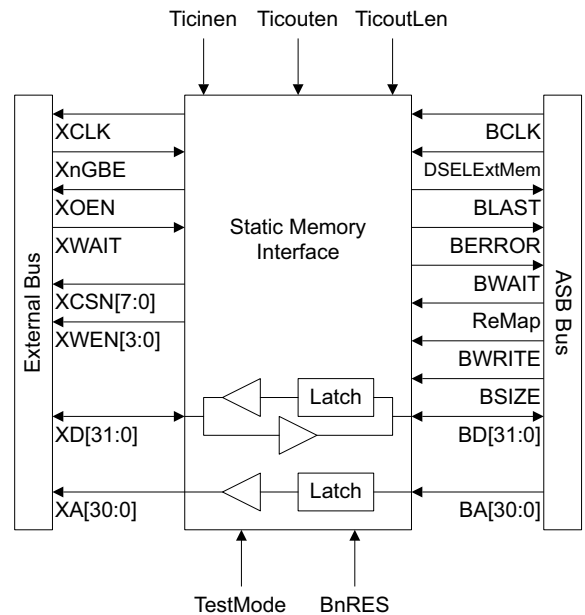 Ticinen Ticouten TicoutLen
XCLK
XnGBE
XOEN
XWAIT
XCSN[7:0]
XWEN[3:0]
XD[31:0]
XA[30:0]
External Bus
Static Memory
Interface
Latch
Latch
BCLK
DSELExtMem
BLAST
BERROR
BWAIT
ReMap
BWRITE
BSIZE
BD[31:0]
BA[30:0]
ASB Bus
TestMode BnRES